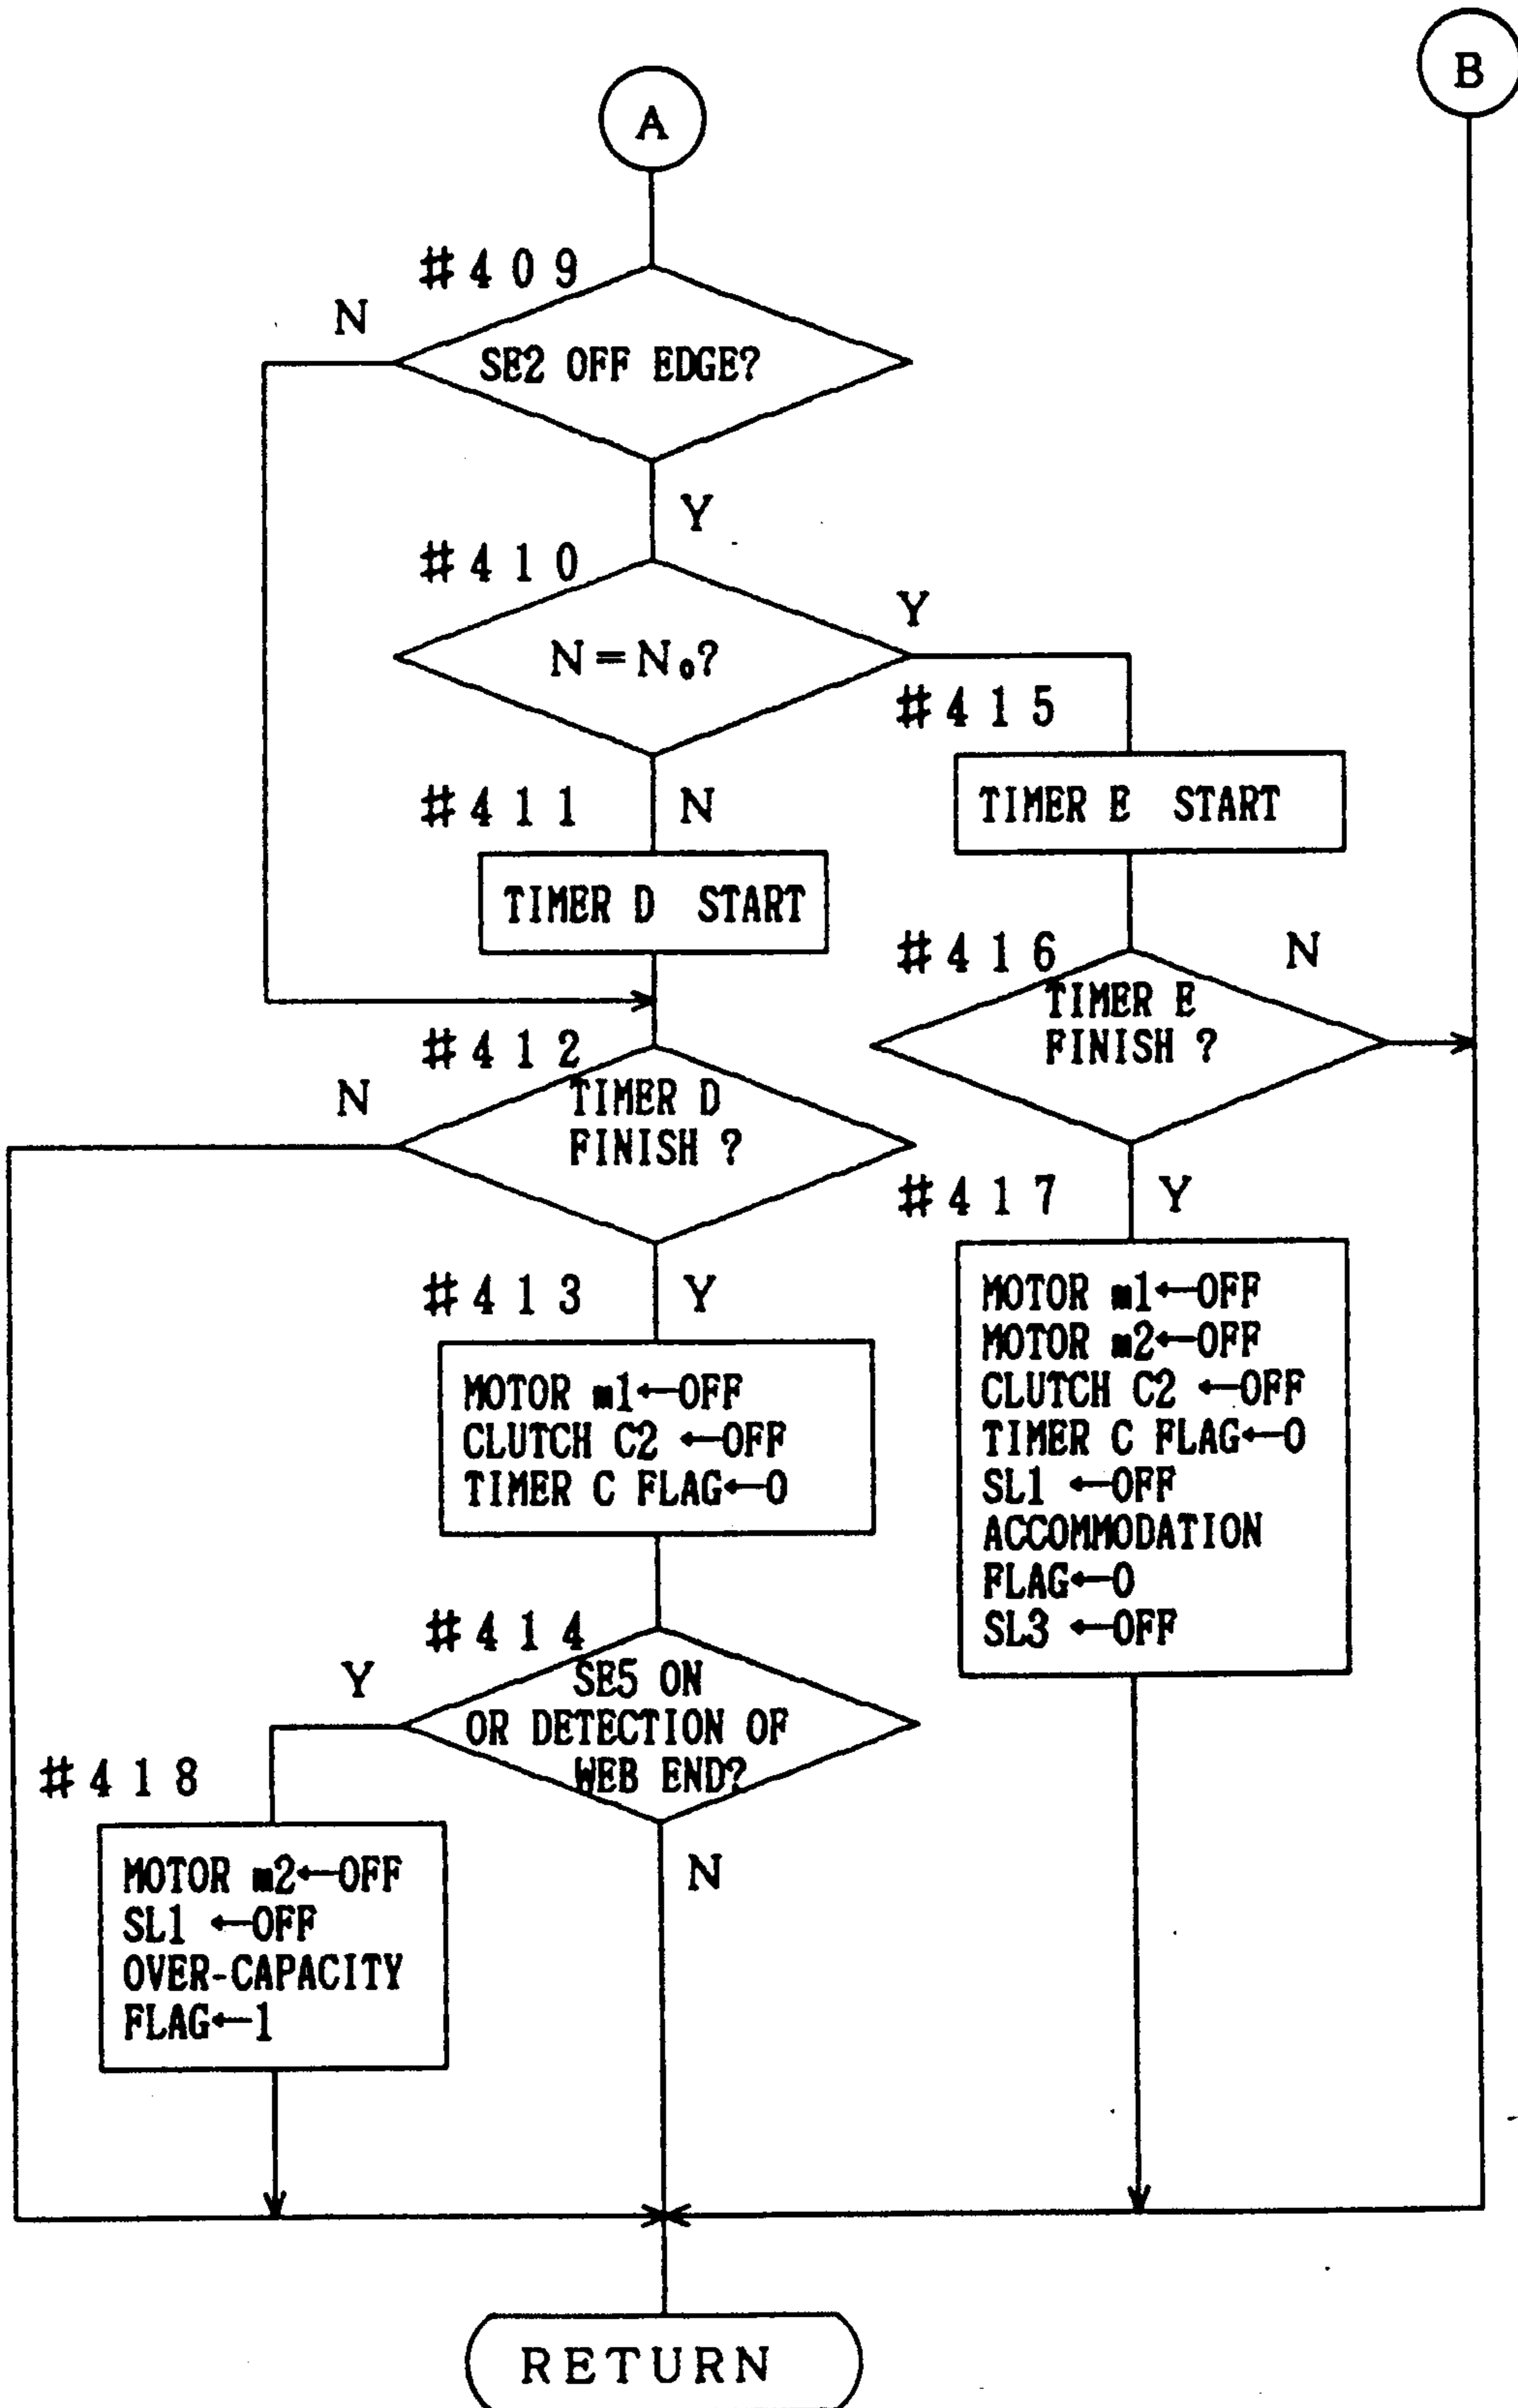 A
B
#409
N
SE2 OFF EDGE?
Y
#410
N=N₀?
Y
#415
TIMER E START
#411
N
TIMER D START
#416
N
TIMER E
FINISH ?
#412
N
TIMER D
FINISH ?
#417
Y
MOTOR m1←OFF
MOTOR m2←OFF
CLUTCH C2 ←OFF
TIMER C FLAG←0
SL1 ←OFF
ACCOMMODATION
FLAG←0
SL3 ←OFF
#413
Y
MOTOR m1←OFF
CLUTCH C2 ←OFF
TIMER C FLAG←0
#414
Y
SE5 ON
OR DETECTION OF
WEB END?
#418
N
MOTOR m2←OFF
SL1 ←OFF
OVER-CAPACITY
FLAG←1
RETURN